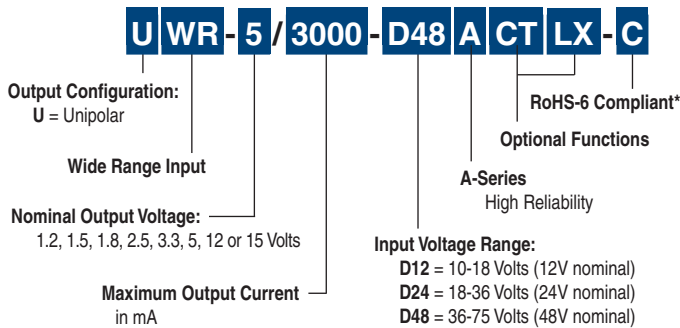 U WR - 5 / 3000 - D48 A CT LX - C
Output Configuration:
U = Unipolar
RoHS-6 Compliant*
Optional Functions
Wide Range Input
A-Series
High Reliability
Nominal Output Voltage:
1.2, 1.5, 1.8, 2.5, 3.3, 5, 12 or 15 Volts
Input Voltage Range:
D12 = 10-18 Volts (12V nominal)
D24 = 18-36 Volts (24V nominal)
D48 = 36-75 Volts (48V nominal)
Maximum Output Current
in mA